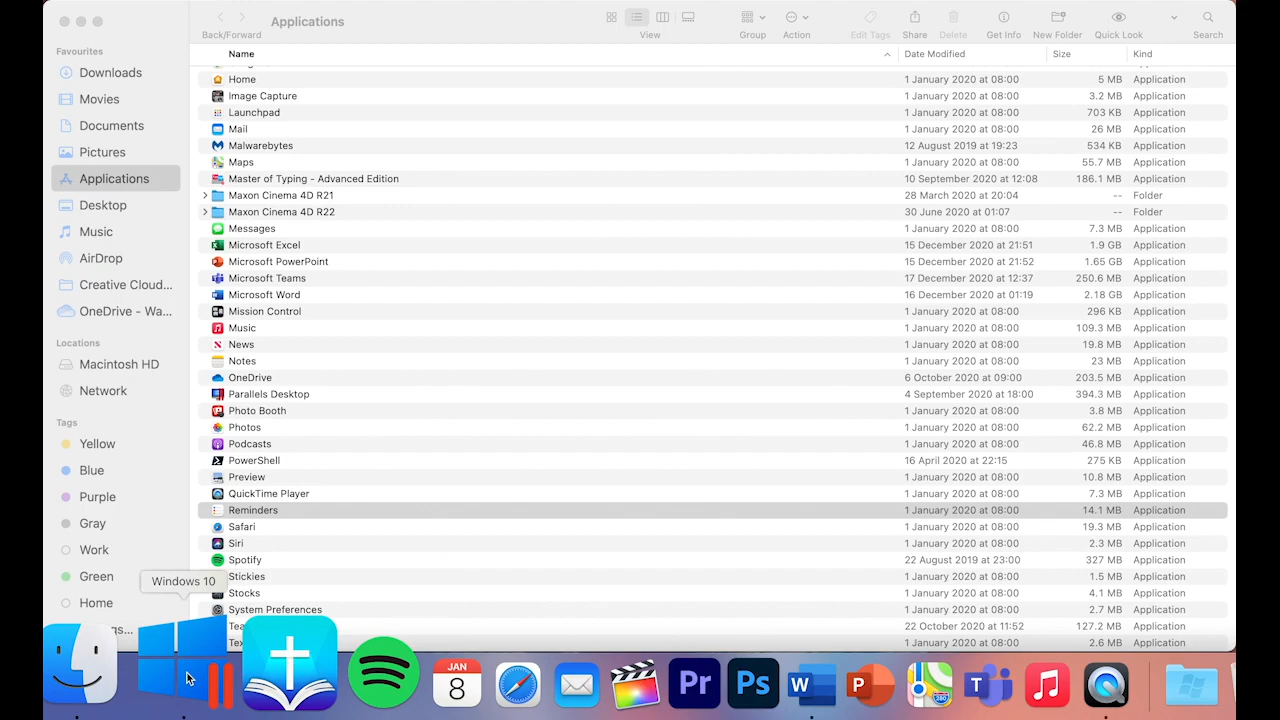 Applications
Back/Forward
View
Group
Action
Edit Tags
Share
Delete
Get Info
New Folder
Quick Look
Search
Favourites
Downloads
Movies
Documents
Pictures
Applications
Desktop
Music
AirDrop
Creative Cloud...
OneDrive - Wa...
Locations
Macintosh HD
Network
Tags
Yellow
Blue
Purple
Gray
Work
Green
Home
gs...
Name Date Modified Size Kind
Home 1 January 2020 at 08:00 5 MB Application
Image Capture 1 January 2020 at 08:00 3.2 MB Application
Launchpad 1 January 2020 at 08:00 703 KB Application
Mail 1 January 2020 at 08:00 26 MB Application
Malwarebytes 12 August 2019 at 19:23 534 KB Application
Maps 1 January 2020 at 08:00 55.7 MB Application
Master of Typing - Advanced Edition 10 September 2020 at 12:08 186.1 MB Application
Maxon Cinema 4D R21 28 March 2020 at 20:04 -- Folder
Maxon Cinema 4D R22 30 June 2020 at 01:07 -- Folder
Messages 1 January 2020 at 08:00 7.3 MB Application
Microsoft Excel 15 December 2020 at 21:51 1.9 GB Application
Microsoft PowerPoint 15 December 2020 at 21:52 1.65 GB Application
Microsoft Teams 17 December 2020 at 12:37 250.6 MB Application
Microsoft Word 16 December 2020 at 01:19 2.18 GB Application
Mission Control 1 January 2020 at 08:00 296 KB Application
Music 1 January 2020 at 08:00 109.3 MB Application
News 1 January 2020 at 08:00 19.8 MB Application
Notes 1 January 2020 at 08:00 23 MB Application
OneDrive 6 October 2020 at 09:00 203.5 MB Application
Parallels Desktop 4 September 2020 at 18:00 394.3 MB Application
Photo Booth 1 January 2020 at 08:00 3.8 MB Application
Photos 1 January 2020 at 08:00 62.2 MB Application
Podcasts 1 January 2020 at 08:00 46.8 MB Application
PowerShell 16 April 2020 at 22:15 275 KB Application
Preview 1 January 2020 at 08:00 10.8 MB Application
QuickTime Player 1 January 2020 at 08:00 7.3 MB Application
Reminders 1 January 2020 at 08:00 14.1 MB Application
Safari 1 January 2020 at 08:00 19.3 MB Application
Siri 1 January 2020 at 08:00 2.3 MB Application
Spotify 22 August 2019 at 23:00 327 MB Application
Stickies 1 January 2020 at 08:00 1.5 MB Application
Stocks 1 January 2020 at 08:00 4.1 MB Application
System Preferences 1 January 2020 at 08:00 2.7 MB Application
Tea 22 October 2020 at 11:52 127.2 MB Application
Tex 1 January 2020 at 08:00 2.6 MB Application
Windows 10
JAN
8
Pr
Ps
W
P
280
T